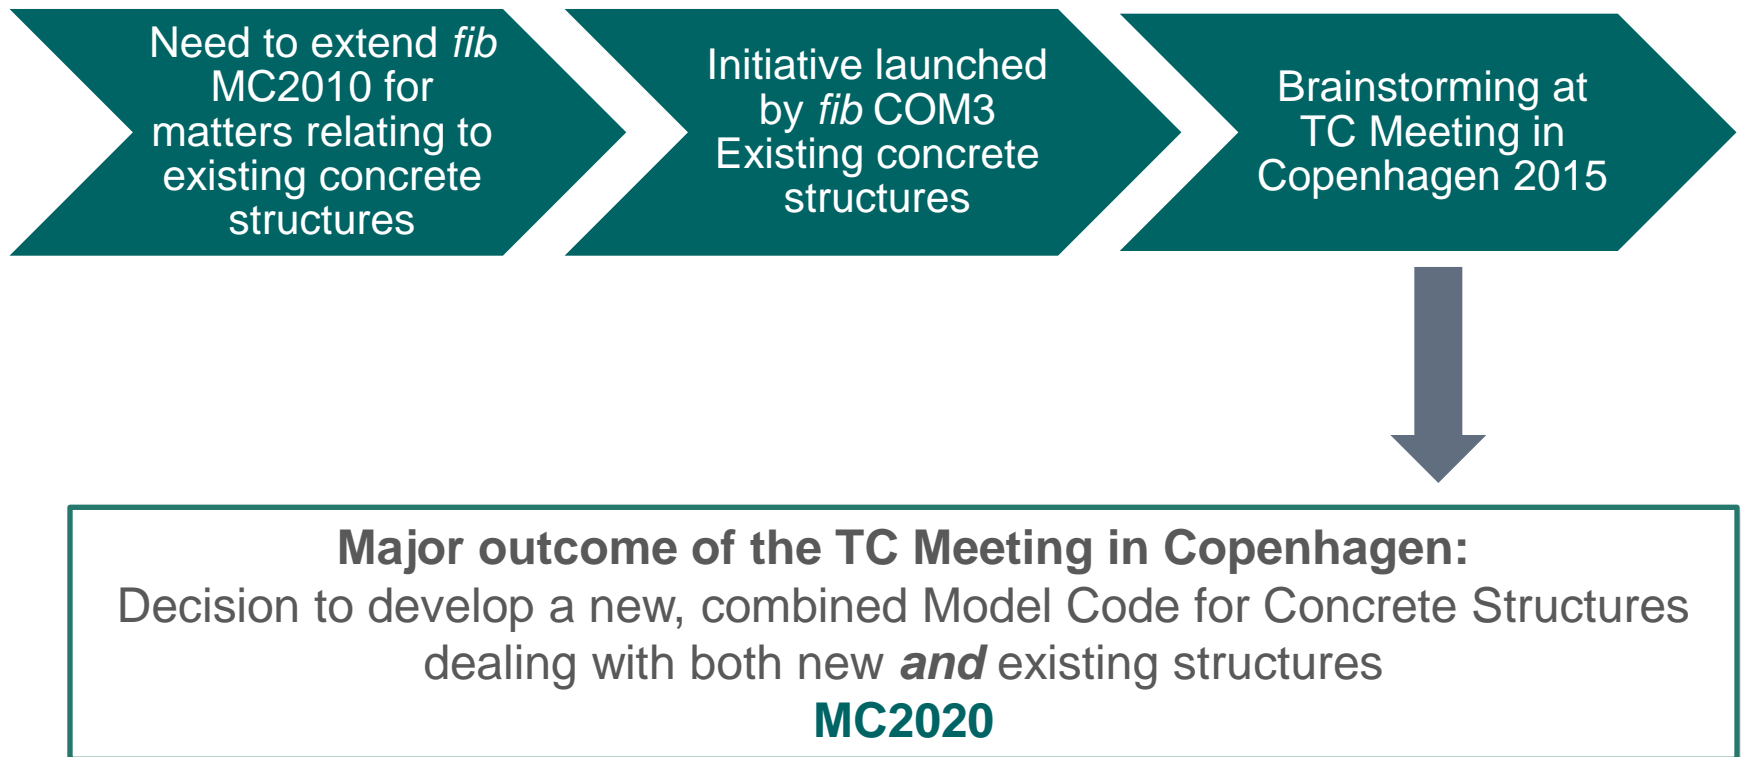 Need to extend fib
MC2010 for
matters relating to
existing concrete
structures
Initiative launched
by fib COM3
Existing concrete
structures
Brainstorming at
TC Meeting in
Copenhagen 2015
Major outcome of the TC Meeting in Copenhagen:
Decision to develop a new, combined Model Code for Concrete Structures
dealing with both new and existing structures
MC2020